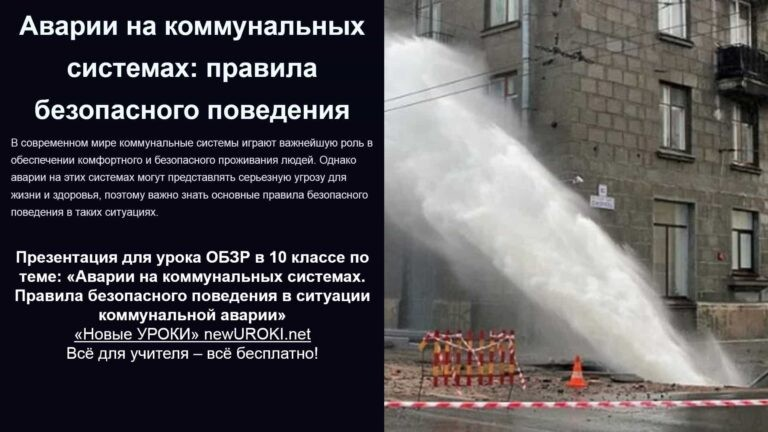 Аварии на коммунальных
системах: правила
безопасного поведения
В современном мире коммунальные системы играют важнейшую роль в
обеспечении комфортного и безопасного проживания людей. Однако
аварии на этих системах могут представлять серьезную угрозу для
жизни и здоровья, поэтому важно знать основные правила безопасного
поведения в таких ситуациях.
Презентация для урока ОБЗР в 10 классе по
теме: «Аварии на коммунальных системах.
Правила безопасного поведения в ситуации
коммунальной аварии»
«Новые УРОКИ» newUROKI.net
Всё для учителя – всё бесплатно!